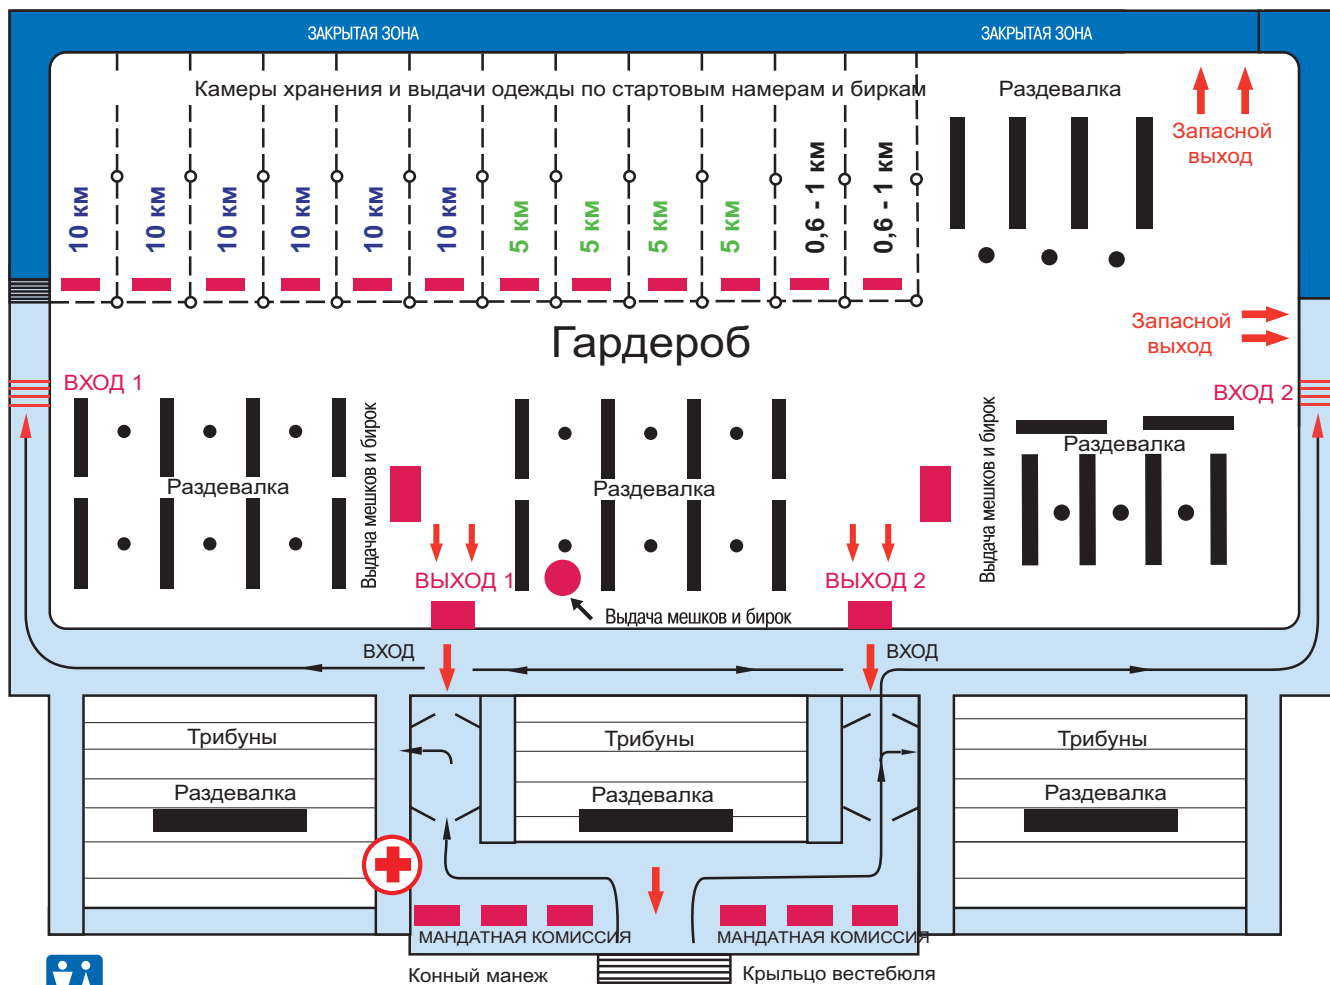 ЗАКРЫТАЯ ЗОНА
ЗАКРЫТАЯ ЗОНА
Камеры хранения и выдачи одежды по стартовым намерам и биркам
Раздевалка
Запасной
выход
10 км
10 км
10 км
10 км
10 км
10 км
5 км
5 км
5 км
5 км
0,6 - 1 км
0,6 - 1 км
Гардероб
Запасной
выход
ВХОД 1
ВХОД 2
Раздевалка
Выдача мешков и бирок
Раздевалка
Выдача мешков и бирок
Раздевалка
ВЫХОД 1
ВЫХОД 2
Выдача мешков и бирок
ВХОД
ВХОД
Трибуны
Трибуны
Трибуны
Раздевалка
Раздевалка
Раздевалка
МАНДАТНАЯ КОМИССИЯ
МАНДАТНАЯ КОМИССИЯ
Конный манеж
Крыльцо вестебюля